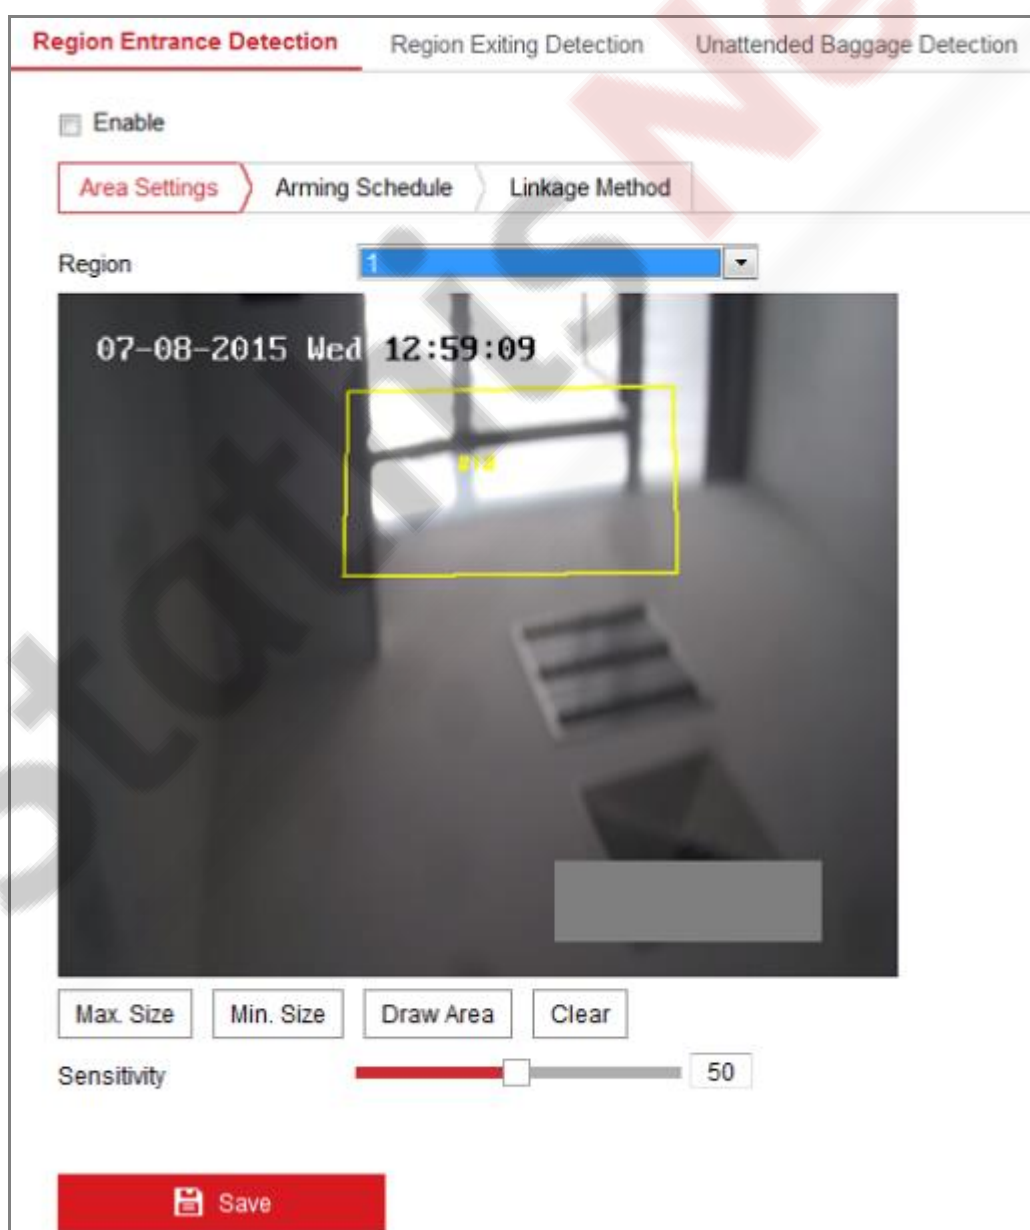 Region Entrance Detection Region Exiting Detection Unattended Baggage Detection
Enable
Area Settings Arming Schedule Linkage Method
Region 1
07-08-2015 Wed 12:59:09
#1#
Max. Size Min. Size Draw Area Clear
Sensitivity 50
Save